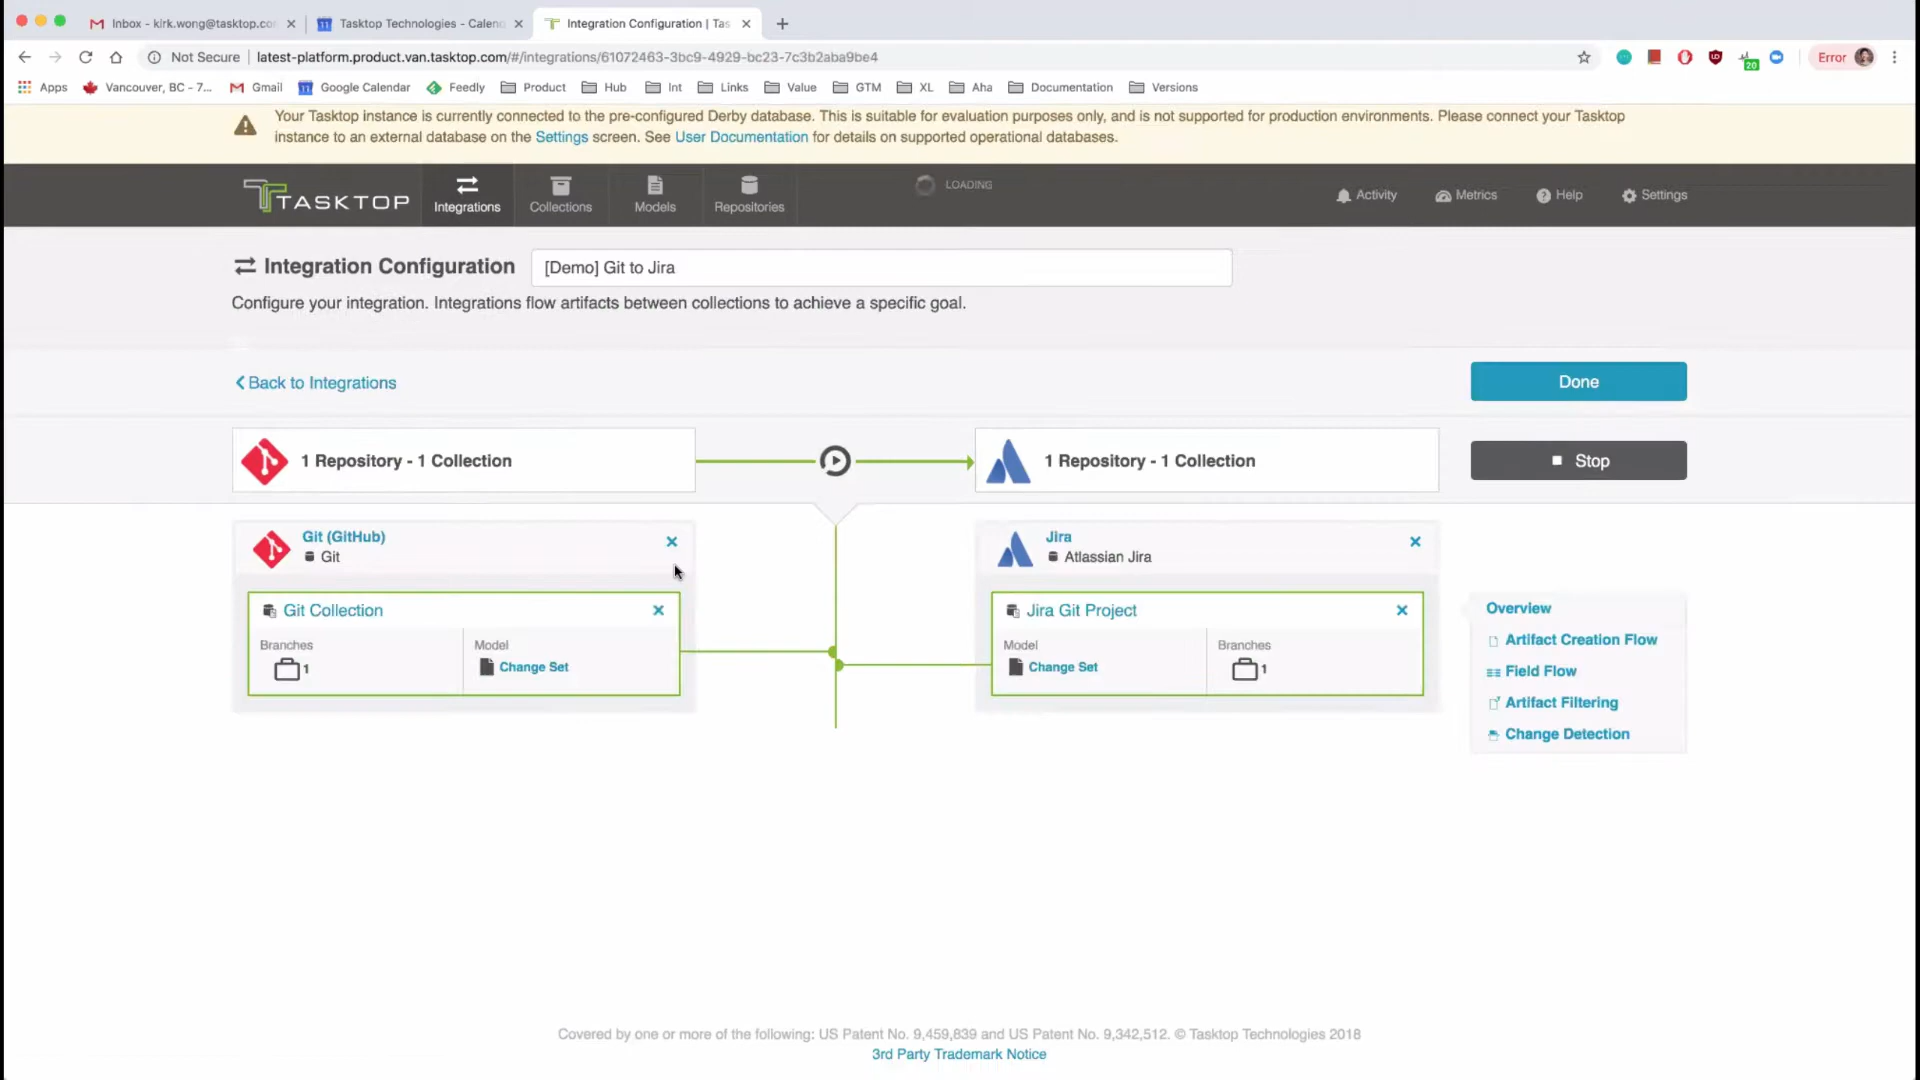 Inbox - kirk.wong@tasktop.co
Tasktop Technologies - Calend
Integration Configuration | Tas
Not Secure
latest-platform.product.van.tasktop.com/#/integrations/61072463-3bc9-4929-bc23-7c3b2aba9be4
20
Error
Apps
Vancouver, BC - 7...
Gmail
Google Calendar
Feedly
Product
Hub
Int
Links
Value
GTM
XL
Aha
Documentation
Versions
Your Tasktop instance is currently connected to the pre-configured Derby database. This is suitable for evaluation purposes only, and is not supported for production environments. Please connect your Tasktop
instance to an external database on the Settings screen. See User Documentation for details on supported operational databases.
TASKTOP
Integrations
Collections
Models
Repositories
LOADING
Activity
Metrics
Help
Settings
Integration Configuration
[Demo] Git to Jira
Configure your integration. Integrations flow artifacts between collections to achieve a specific goal.
Back to Integrations
Done
1 Repository - 1 Collection
1 Repository - 1 Collection
Stop
Git (GitHub)
Git
Jira
Atlassian Jira
Git Collection
Branches
1
Model
Change Set
Jira Git Project
Model
Change Set
Branches
1
Overview
Artifact Creation Flow
Field Flow
Artifact Filtering
Change Detection
Covered by one or more of the following: US Patent No. 9,459,839 and US Patent No. 9,342,512. © Tasktop Technologies 2018
3rd Party Trademark Notice